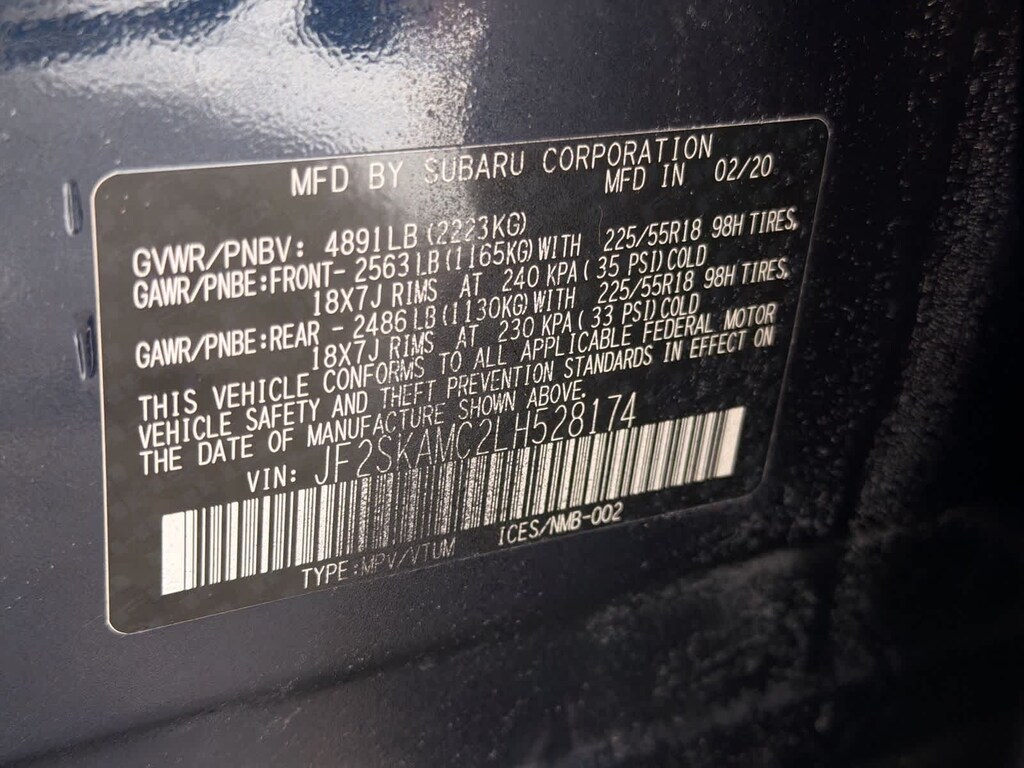 MFD BY SUBARU CORPORATION
MFD IN 02/20
GVWR/PNBV: 4891LB (2223KG)
GAWR/PNBE:FRONT- 2563LB(1165KG)WITH 225/55R18 98H TIRES,
18X7J RIMS AT 240 KPA( 35 PSI)COLD
GAWR/PNBE:REAR - 2486LB(1130KG)WITH 225/55R18 98H TIRES,
18X7J RIMS AT 230 KPA( 33 PSI)COLD
THIS VEHICLE CONFORMS TO ALL APPLICABLE FEDERAL MOTOR
VEHICLE SAFETY AND THEFT PREVENTION STANDARDS IN EFFECT ON
THE DATE OF MANUFACTURE SHOWN ABOVE.
VIN: JF2SKAMC2LH528174
TYPE:MPV/VTUM ICES/NMB-002